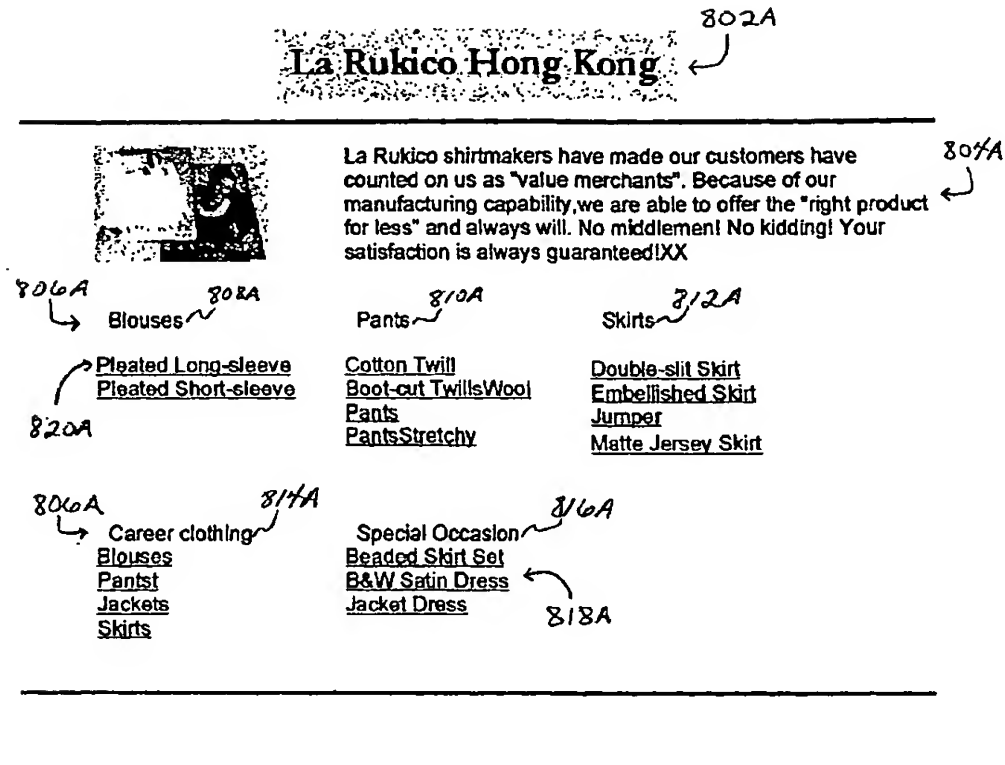 802A
La Rukico Hong Kong
La Rukico shirtmakers have made our customers have
counted on us as "value merchants". Because of our
manufacturing capability,we are able to offer the "right product
for less" and always will. No middlemen! No kidding! Your
satisfaction is always guaranteed!XX
804A
806A
808A
810A
812A
Blouses
Pants
Skirts
Pleated Long-sleeve
Pleated Short-sleeve
820A
Cotton Twill
Boot-cut TwillsWool
Pants
PantsStretchy
Double-slit Skirt
Embellished Skirt
Jumper
Matte Jersey Skirt
806A
814A
816A
Career clothing
Blouses
Pantst
Jackets
Skirts
Special Occasion
Beaded Skirt Set
B&W Satin Dress
Jacket Dress
818A